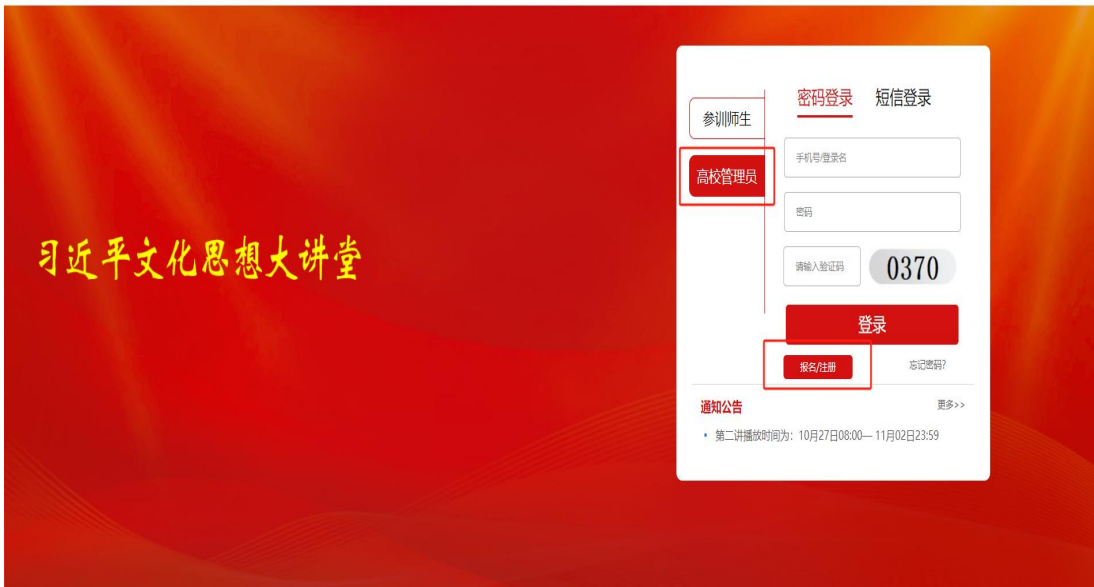 习近平文化思想大讲堂
参训师生
高校管理员
密码登录 短信登录
手机号/登录名
密码
请输入验证码 0370
登录
报名/注册 忘记密码?
通知公告 更多>>
• 第二讲播放时间为：10月27日08:00— 11月02日23:59